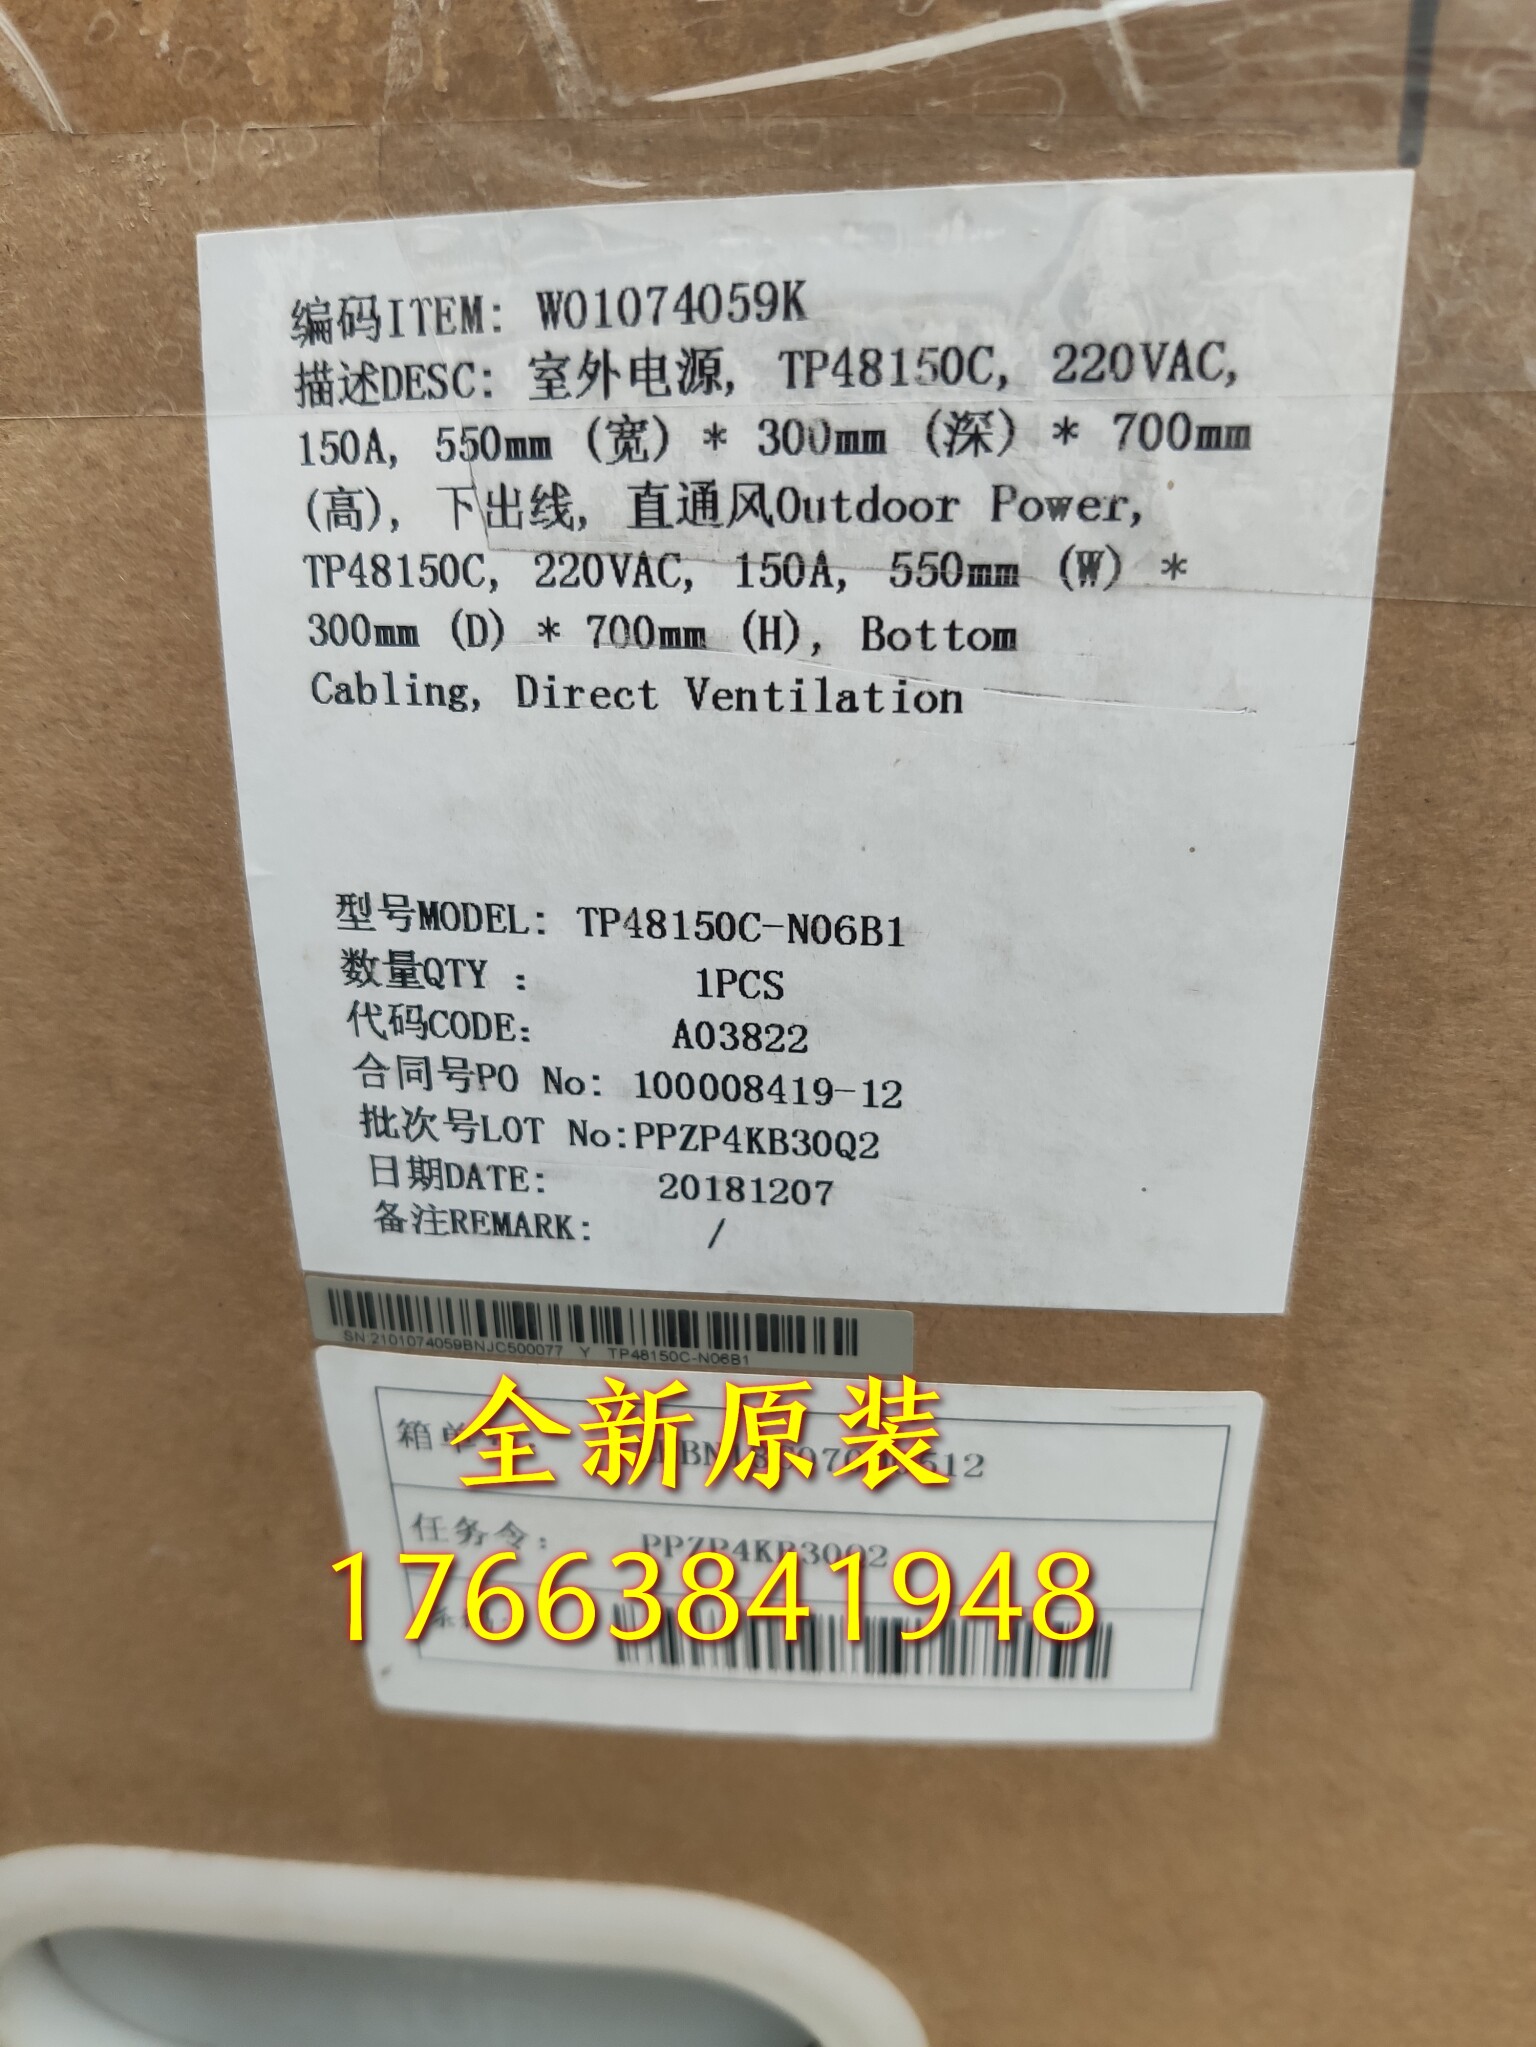 编码ITEM: W01074059K
描述DESC: 室外电源, TP48150C, 220VAC,
150A, 550mm (宽) * 300mm (深) * 700mm
(高), 下出线, 直通风Outdoor Power,
TP48150C, 220VAC, 150A, 550mm (W) *
300mm (D) * 700mm (H), Bottom
Cabling, Direct Ventilation
型号MODEL: TP48150C-N06B1
数量QTY : 1PCS
代码CODE: A03822
合同号PO No: 100008419-12
批次号LOT No:PPZP4KB30Q2
日期DATE: 20181207
备注REMARK: /
SN:2101074059BNJC500077 Y TP48150C-N06B1
全新原装
箱单
任务令: PPZP4KB30Q2
17663841948